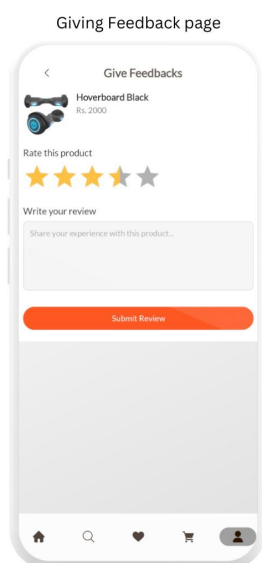 Giving Feedback page
Give Feedbacks
Hoverboard Black
Rs. 2000
Rate this product
Write your review
Share your experience with this product...
Submit Review